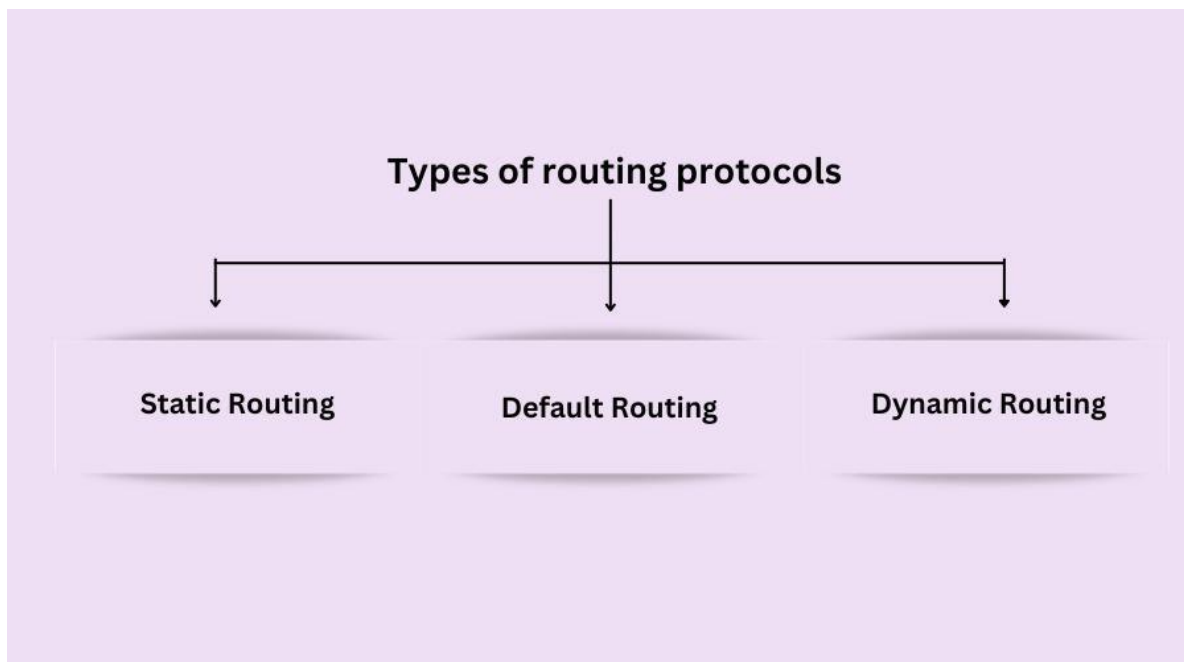 Types of routing protocols
Static Routing
Default Routing
Dynamic Routing